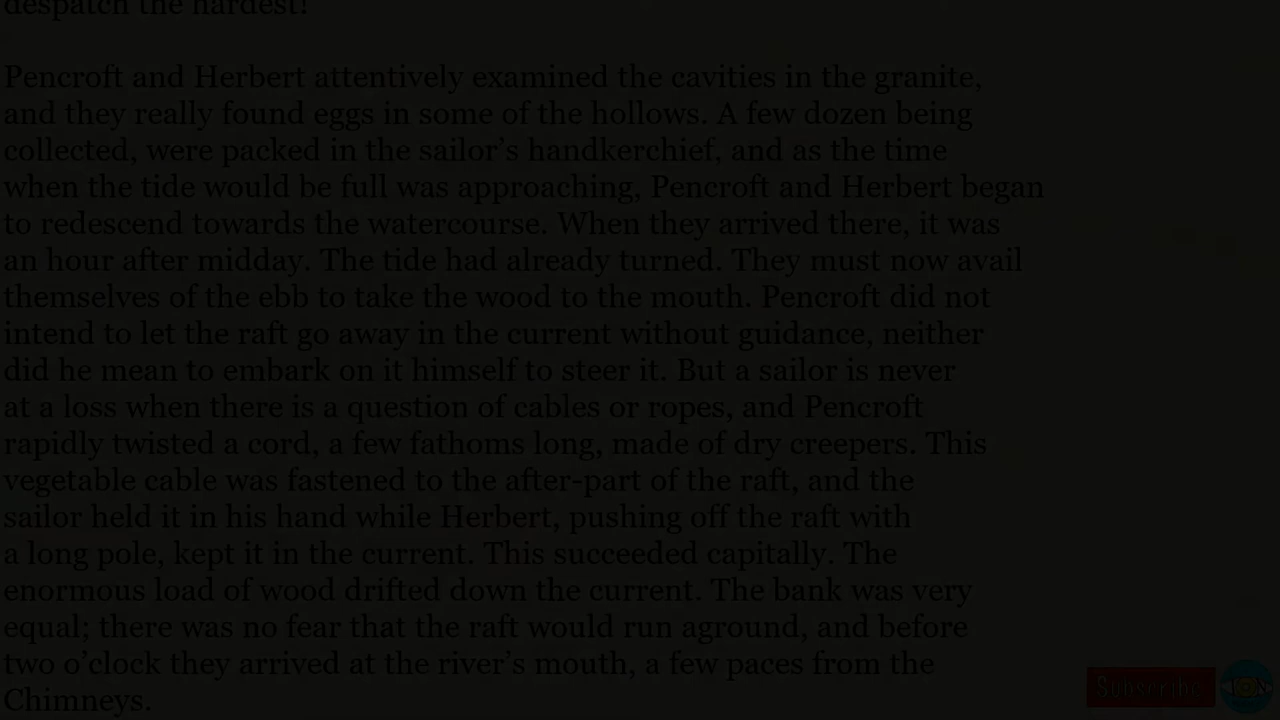 despatch the hardest!
Pencroft and Herbert attentively examined the cavities in the granite,
and they really found eggs in some of the hollows. A few dozen being
collected, were packed in the sailor’s handkerchief, and as the time
when the tide would be full was approaching, Pencroft and Herbert began
to redescend towards the watercourse. When they arrived there, it was
an hour after midday. The tide had already turned. They must now avail
themselves of the ebb to take the wood to the mouth. Pencroft did not
intend to let the raft go away in the current without guidance, neither
did he mean to embark on it himself to steer it. But a sailor is never
at a loss when there is a question of cables or ropes, and Pencroft
rapidly twisted a cord, a few fathoms long, made of dry creepers. This
vegetable cable was fastened to the after-part of the raft, and the
sailor held it in his hand while Herbert, pushing off the raft with
a long pole, kept it in the current. This succeeded capitally. The
enormous load of wood drifted down the current. The bank was very
equal; there was no fear that the raft would run aground, and before
two o’clock they arrived at the river’s mouth, a few paces from the
Chimneys.
Subscribe